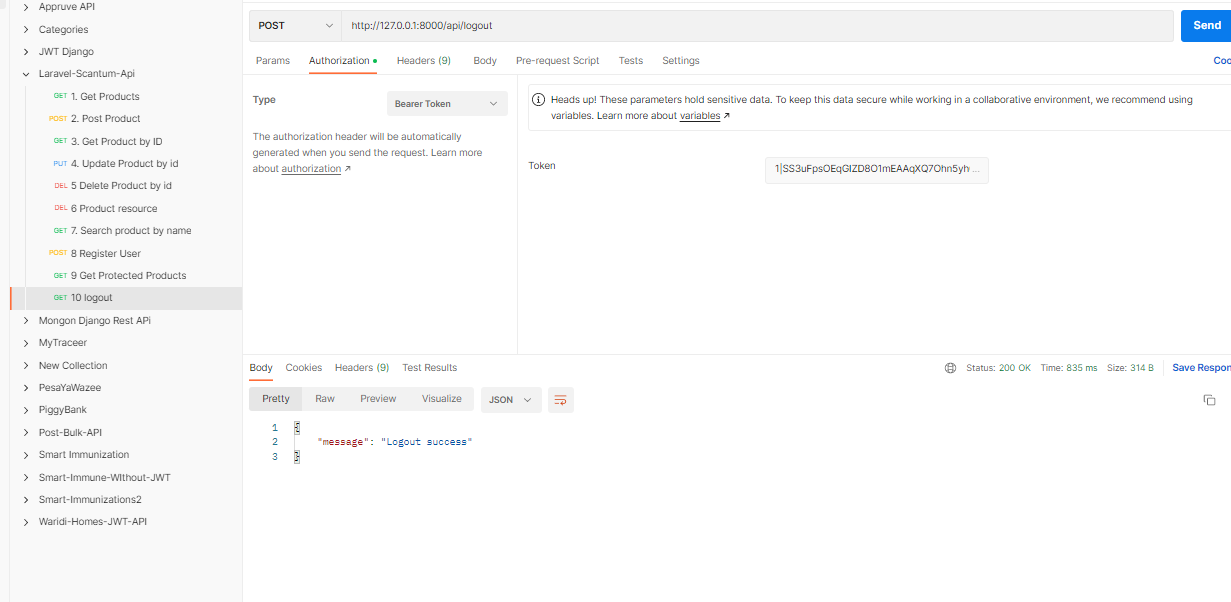 Appruve API
Categories
JWT Django
Laravel-Scantum-Api
GET 1. Get Products
POST 2. Post Product
GET 3. Get Product by ID
PUT 4. Update Product by id
DEL 5 Delete Product by id
DEL 6 Product resource
GET 7. Search product by name
POST 8 Register User
GET 9 Get Protected Products
GET 10 logout
Mongon Django Rest APi
MyTraceer
New Collection
PesaYaWazee
PiggyBank
Post-Bulk-API
Smart Immunization
Smart-Immune-WIthout-JWT
Smart-Immunizations2
Waridi-Homes-JWT-API
POST http://127.0.0.1:8000/api/logout Send
Params Authorization Headers (9) Body Pre-request Script Tests Settings Coo
Type Bearer Token
The authorization header will be automatically
generated when you send the request. Learn more
about authorization ↗
Heads up! These parameters hold sensitive data. To keep this data secure while working in a collaborative environment, we recommend using
variables. Learn more about variables ↗
Token 1|SS3uFpsOEqGIZD8O1mEAAqXQ7Ohn5yh ...
Body Cookies Headers (9) Test Results Status: 200 OK Time: 835 ms Size: 314 B Save Respon
Pretty Raw Preview Visualize JSON
1 {
2 "message": "Logout success"
3 }